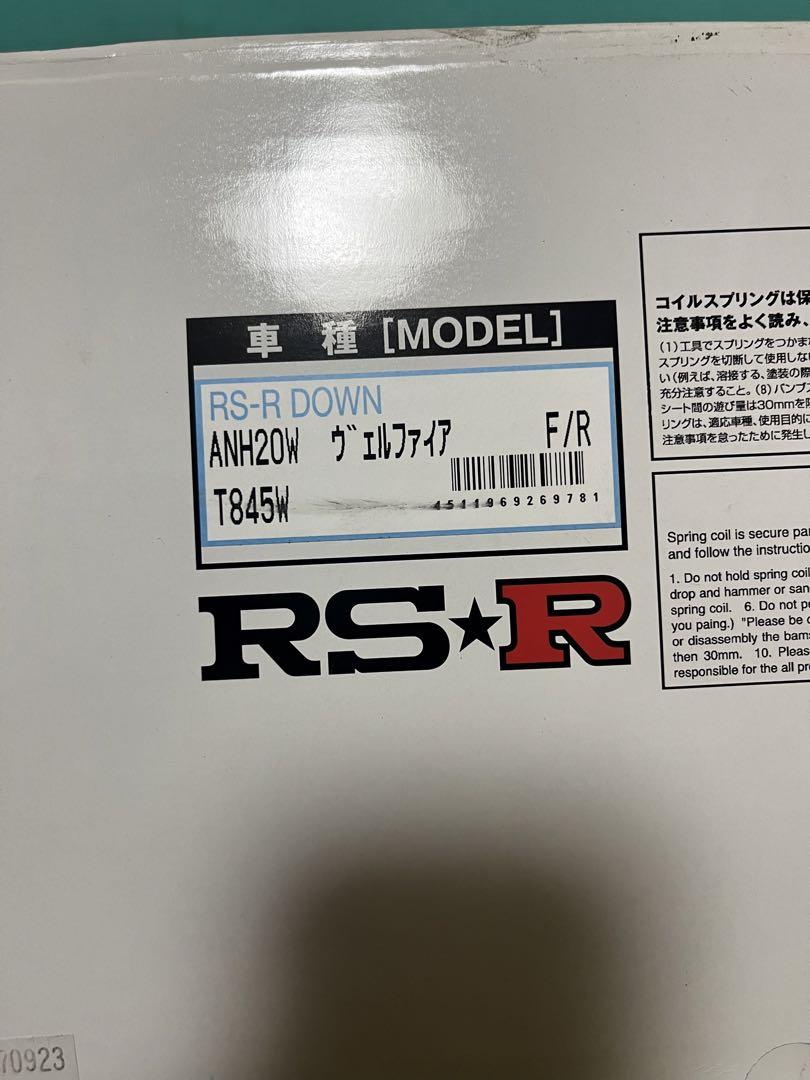 車 種 [MODEL]
RS-R DOWN
ANH20W ヴェルファイア F/R
T845W 4511969269781
RS★R
コイルスプリングは保
注意事項をよく読み、
(1)工具でスプリングをつかま
スプリングを切断して使用しな
い(例えば、溶接する、塗装の際
充分注意すること。(8)バンプス
シート間の遊び量は30mmを
リングは、適応車種、使用目的に
注意事項を怠ったために発生し
Spring coil is secure pa
and follow the instructio
1. Do not hold spring coil
drop and hammer or san
spring coil. 6. Do not p
you paing.) "Please be c
or disassembly the bam
then 30mm. 10. Pleas
responsible for the all pr
70923